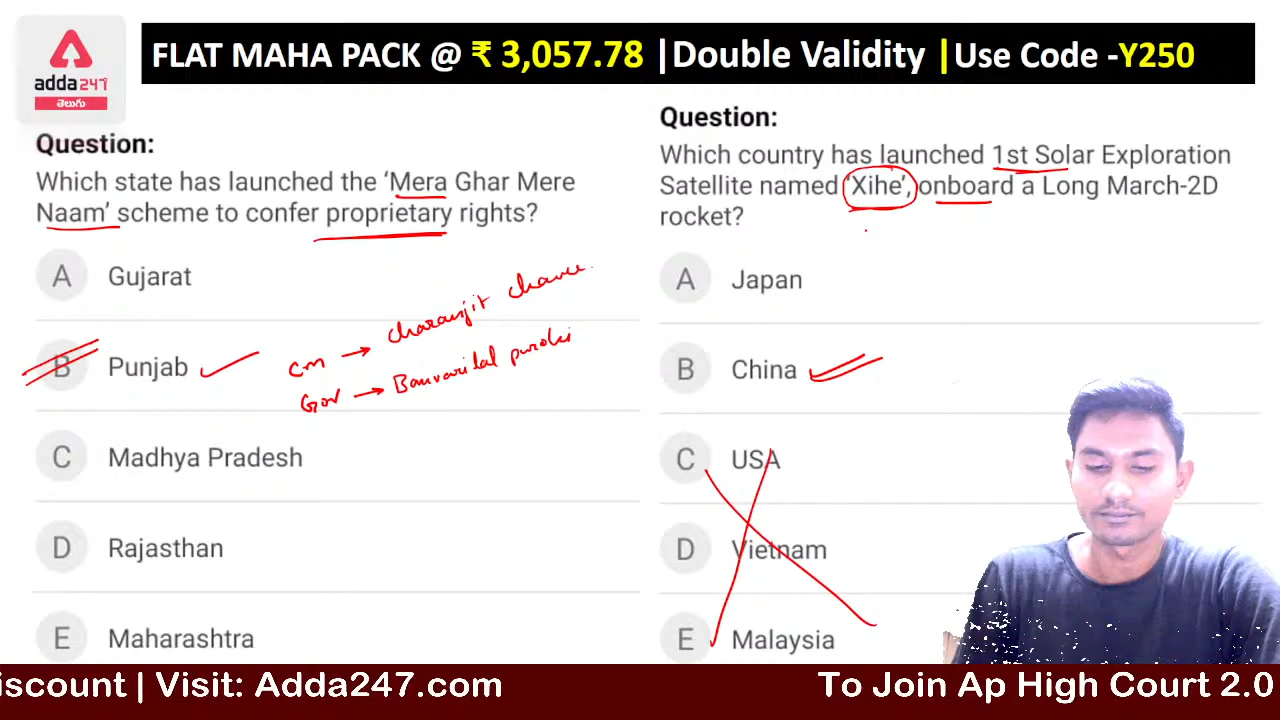 FLAT MAHA PACK @ ₹ 3,057.78 |Double Validity |Use Code -Y250
adda247
తెలుగు
Question:
Which state has launched the ‘Mera Ghar Mere
Naam’ scheme to confer proprietary rights?
A Gujarat
B Punjab
CM → Charanjit
Gov → Banvarilal
C Madhya Pradesh
D Rajasthan
E Maharashtra
Question:
Which country has launched 1st Solar Exploration
Satellite named ‘Xihe’, onboard a Long March-2D
rocket?
A Japan
B China
C USA
D Vietnam
E Malaysia
iscount | Visit: Adda247.com
To Join Ap High Court 2.0